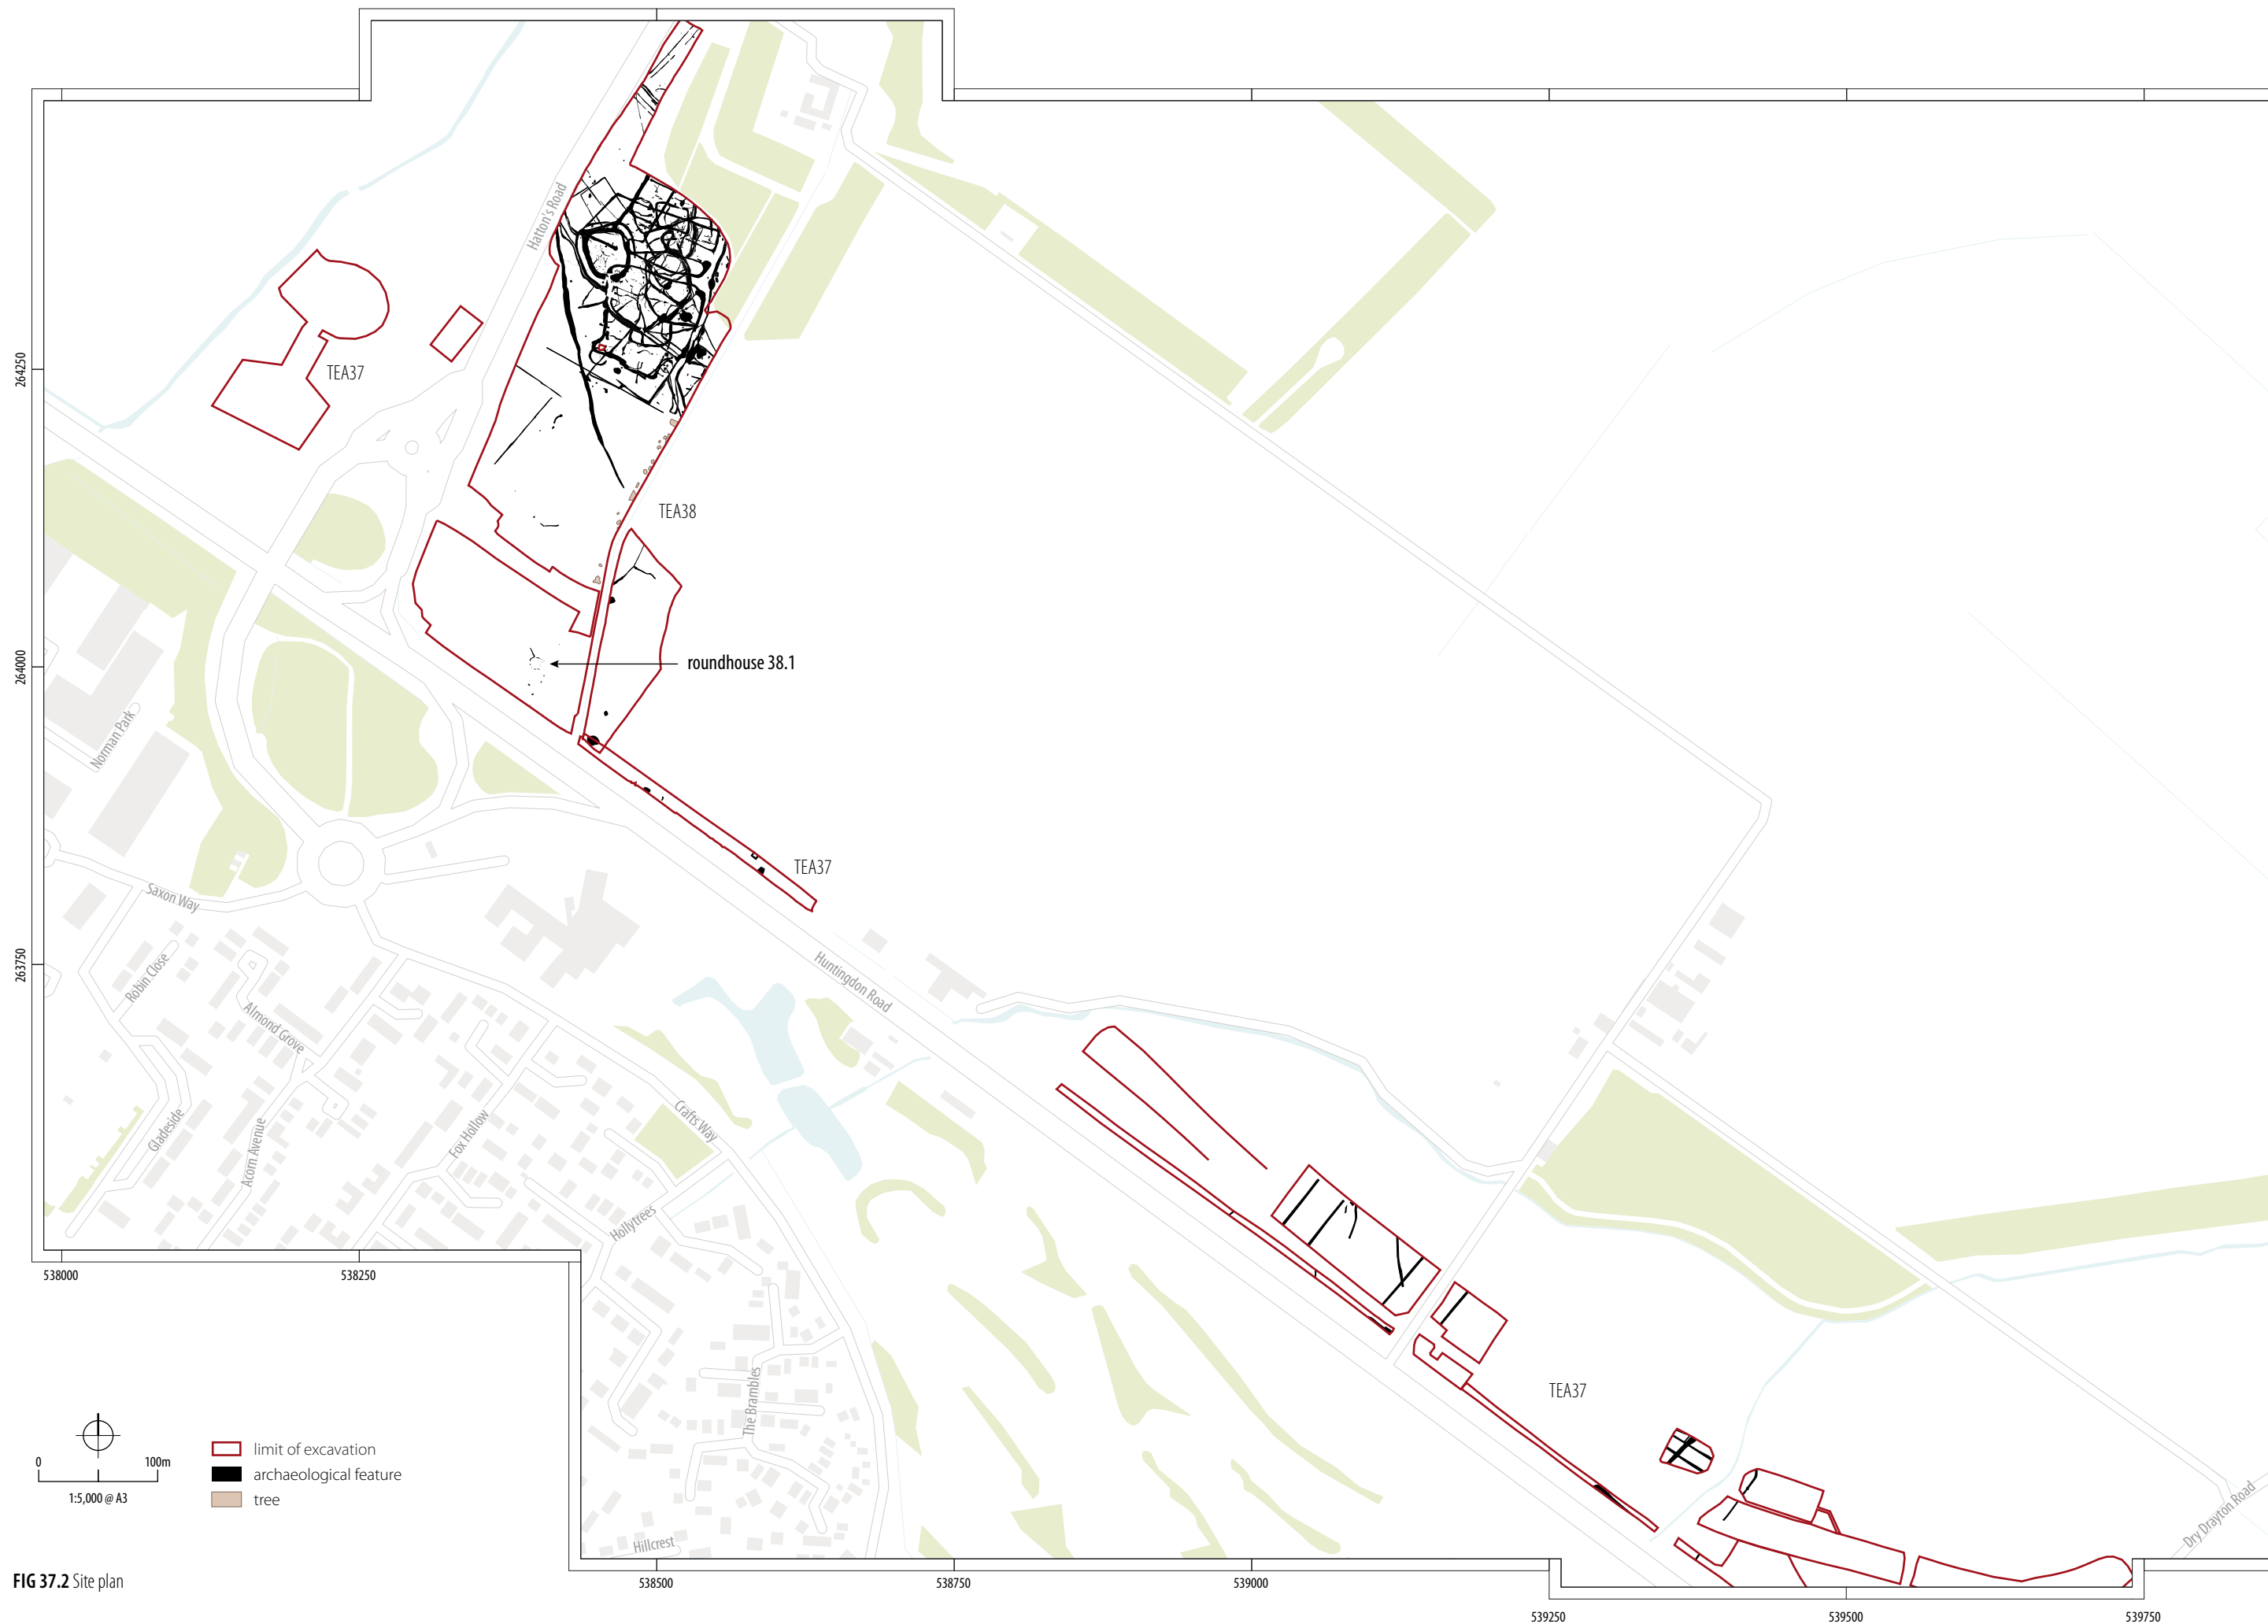 Hatton's Road
TEA37
264250
TEA38
264000
roundhouse 38.1
Norman Park
TEA37
Saxon Way
263750
Robin Close
Huntingdon Road
Almond Grove
Gladeside
Acorn Avenue
Fox Hollow
Crafts Way
Hollytrees
538000
538250
The Brambles
TEA37
0
100m
1:5,000 @ A3
limit of excavation
archaeological feature
tree
Hillcrest
Dry Drayton Road
FIG 37.2 Site plan
538500
538750
539000
539250
539500
539750